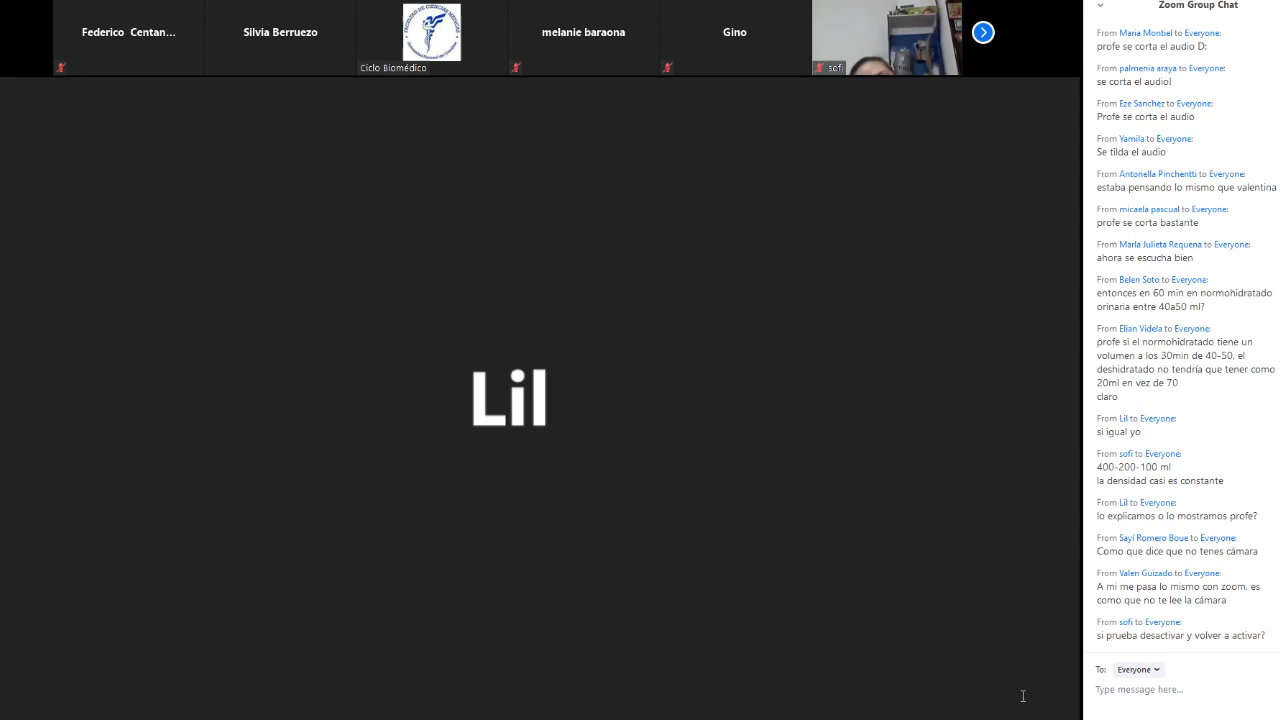 Federico Centan...
Silvia Berruezo
Ciclo Biomédico
melanie baraona
Gino
sofi
Lil
Zoom Group Chat
From Maria Montiel to Everyone:
profe se corta el audio D:
From palmenia araya to Everyone:
se corta el audio!
From Eze Sanchez to Everyone:
Profe se corta el audio
From Yamila to Everyone:
Se tilda el audio
From Antonella Pinchentti to Everyone:
estaba pensando lo mismo que valentina
From micaela pascual to Everyone:
profe se corta bastante
From Marla Julieta Requena to Everyone:
ahora se escucha bien
From Belen Soto to Everyone:
entonces en 60 min en normohidratado
orinaria entre 40a50 ml?
From Elian Videla to Everyone:
profe si el normohidratado tiene un
volumen a los 30min de 40-50, el
deshidratado no tendría que tener como
20ml en vez de 70
claro
From Lil to Everyone:
si igual yo
From sofi to Everyone:
400-200-100 ml
la densidad casi es constante
From Lil to Everyone:
lo explicamos o lo mostramos profe?
From Sayí Romero Boue to Everyone:
Como que dice que no tenes cámara
From Valen Guizado to Everyone:
A mi me pasa lo mismo con zoom, es
como que no te lee la cámara
From sofi to Everyone:
si prueba desactivar y volver a activar?
To: Everyone
Type message here...